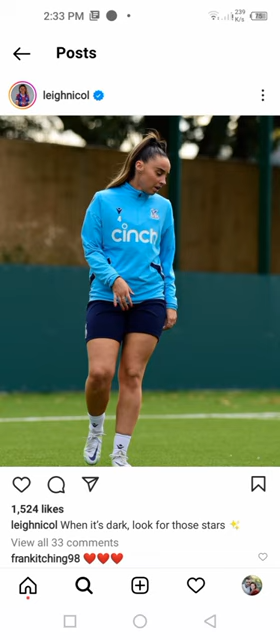 2:33 PM
239
K/s
Posts
leighnicol
4
cinch
1,524 likes
leighnicol When it's dark, look for those stars ✨
View all 33 comments
frankitching98 ❤️❤️❤️